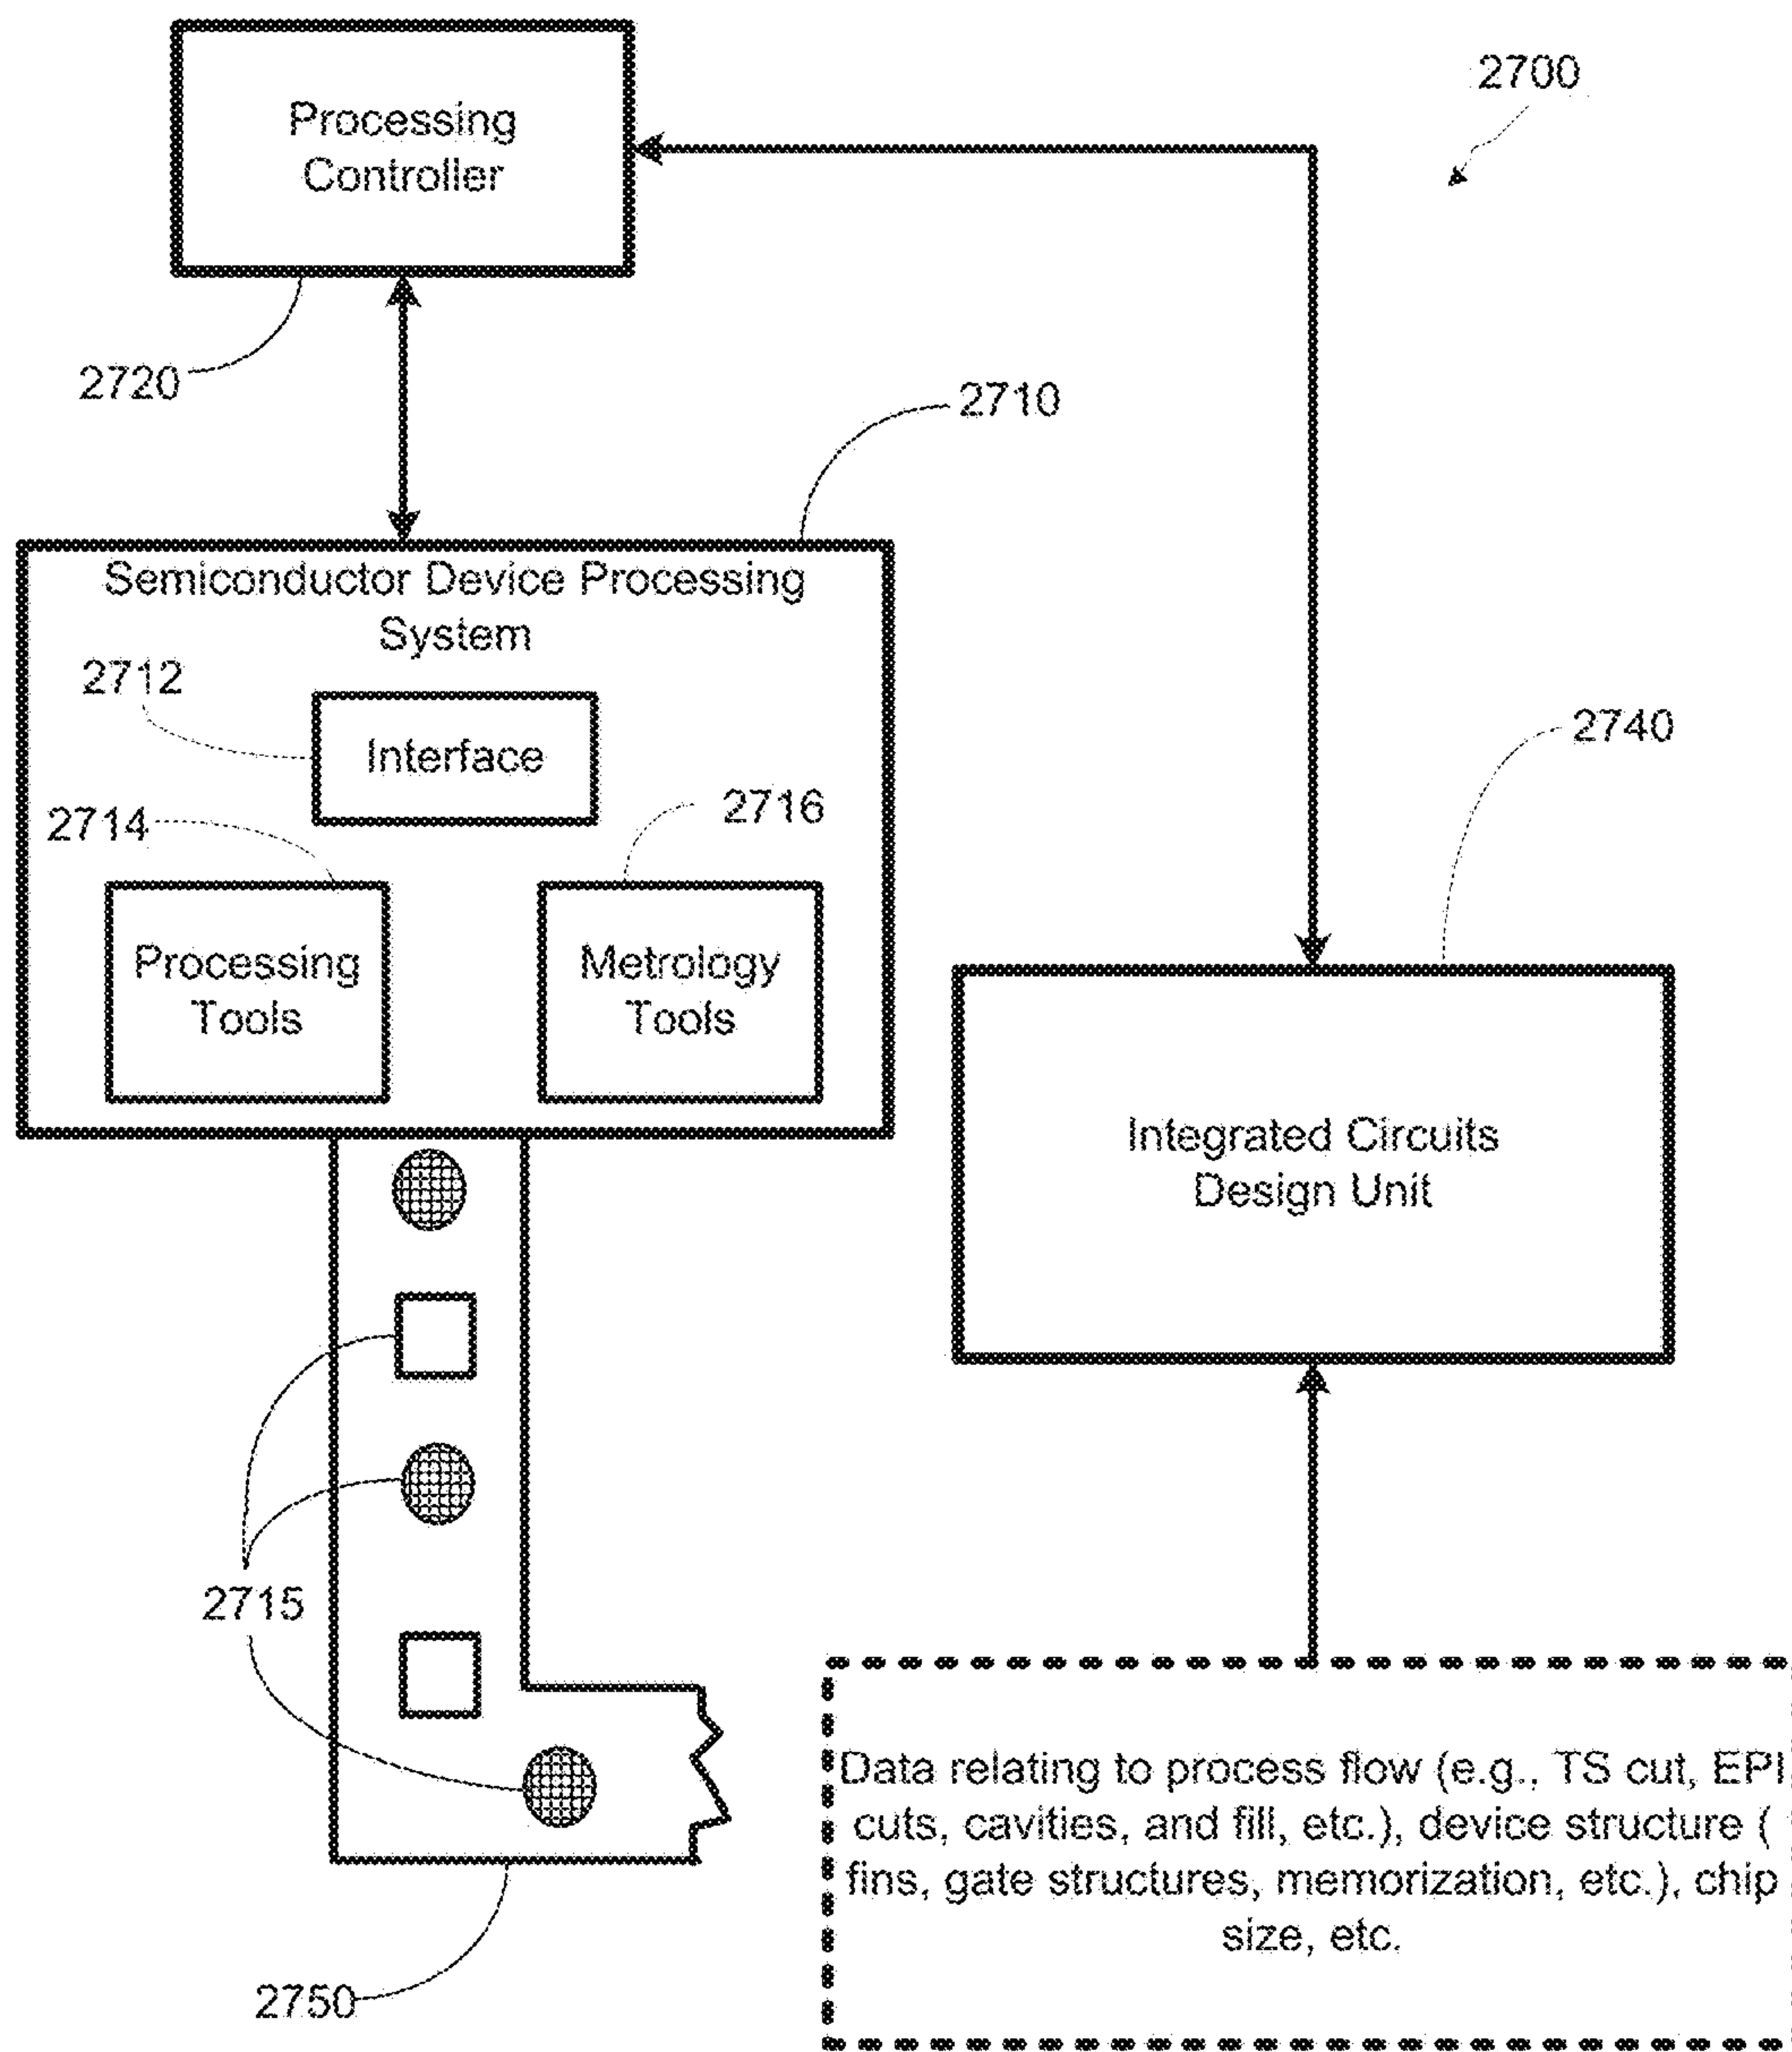 2700
Processing
Controller
2720
2710
Semiconductor Device Processing
System
2712
Interface
2714
2716
Processing
Tools
Metrology
Tools
2740
Integrated Circuits
Design Unit
2715
2750
Data relating to process flow (e.g., TS cut, EPI
cuts, cavities, and fill, etc.), device structure (
fins, gate structures, memorization, etc.), chip
size, etc.